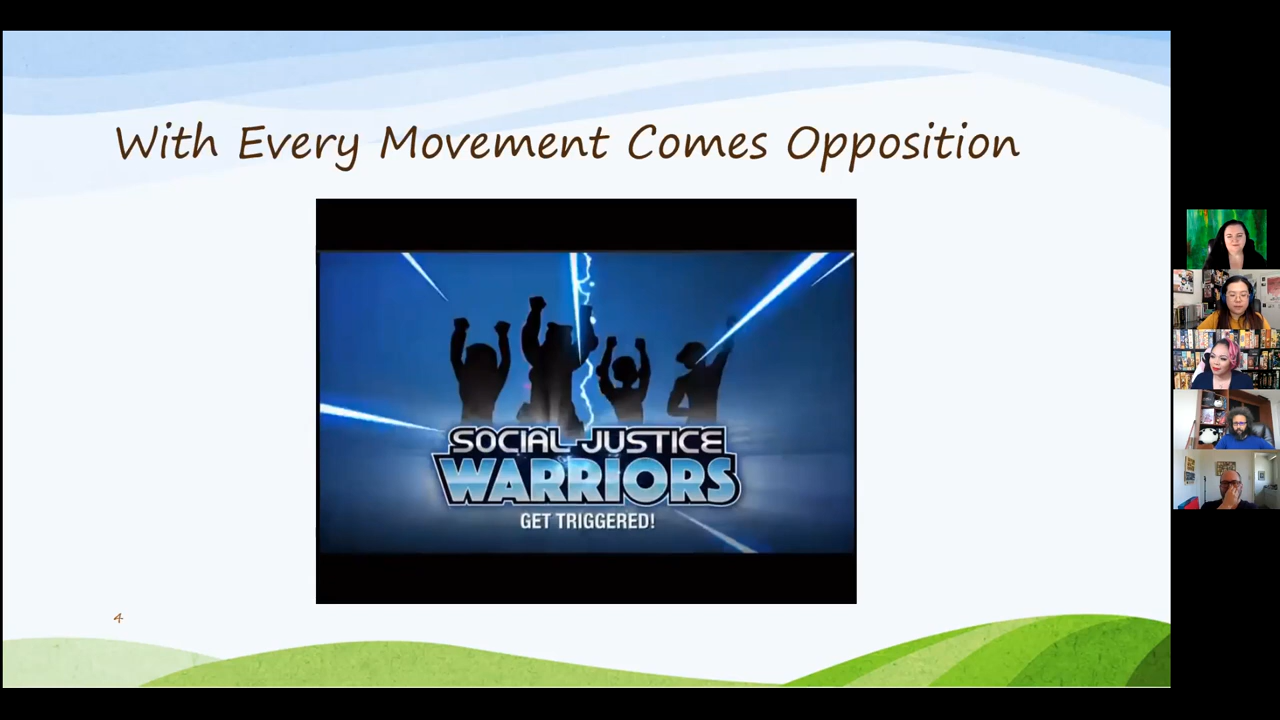 With Every Movement Comes Opposition
SOCIAL JUSTICE
WARRIORS
GET TRIGGERED!
4